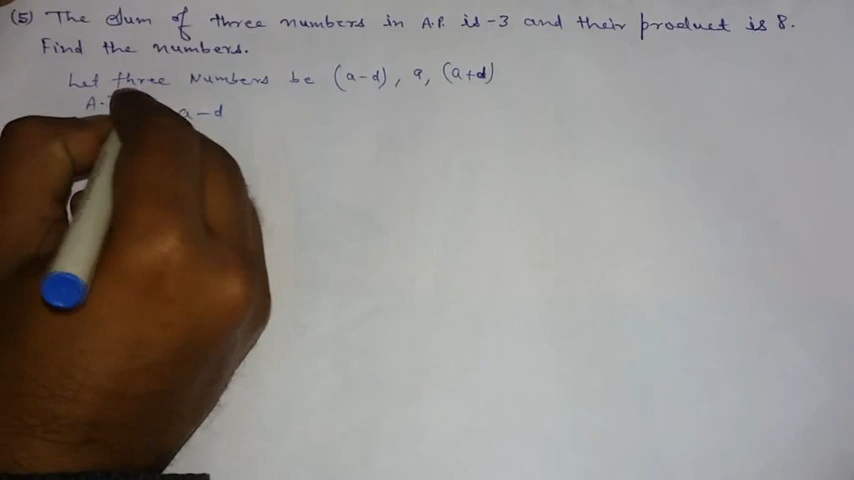 (5) The sum of three numbers in A.P. is -3 and their product is 8.
Find the numbers.
Let three Numbers be (a-d), a, (a+d)
A. a-d